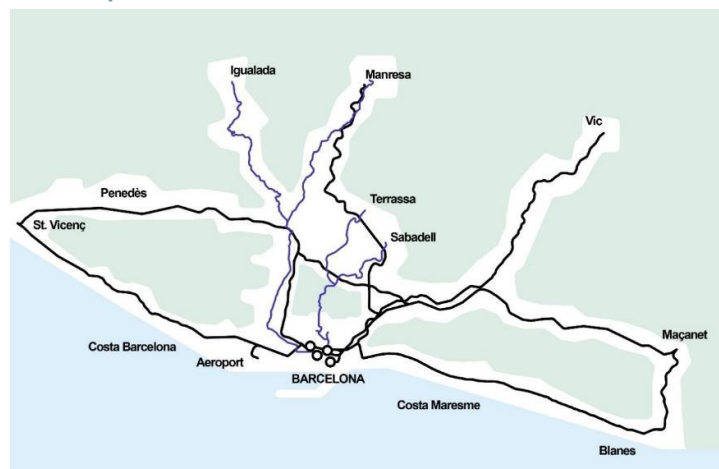 Igualada
Manresa
Vic
Penedès
Terrassa
St. Vicenç
Sabadell
Maçanet
Costa Barcelona
Aeroport
BARCELONA
Costa Maresme
Blanes